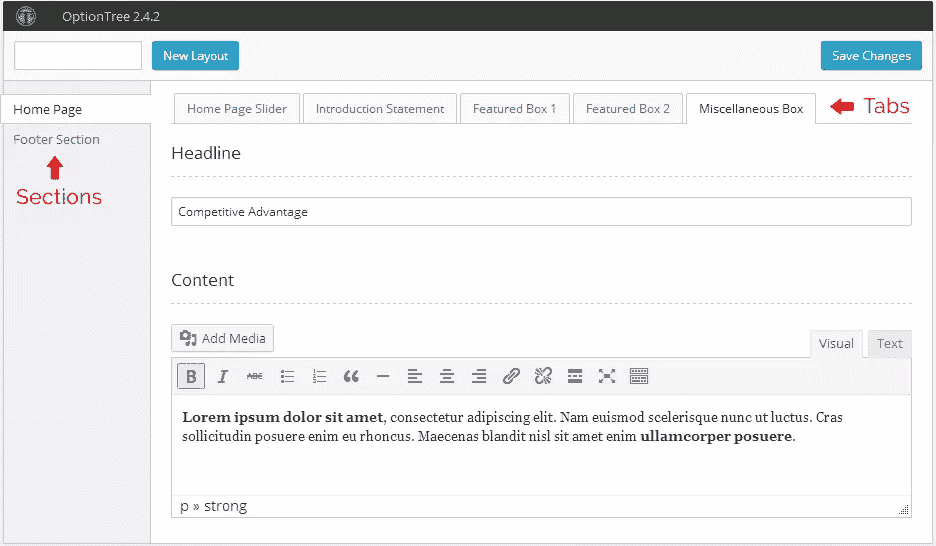 OptionTree 2.4.2
New Layout
Save Changes
Home Page
Footer Section
Sections
Home Page Slider
Introduction Statement
Featured Box 1
Featured Box 2
Miscellaneous Box
Tabs
Headline
Competitive Advantage
Content
Add Media
Visual
Text
B I ABC
Lorem ipsum dolor sit amet, consectetur adipiscing elit. Nam euismod scelerisque nunc ut luctus. Cras
sollicitudin posuere enim eu rhoncus. Maecenas blandit nisl sit amet enim ullamcorper posuere.
p » strong